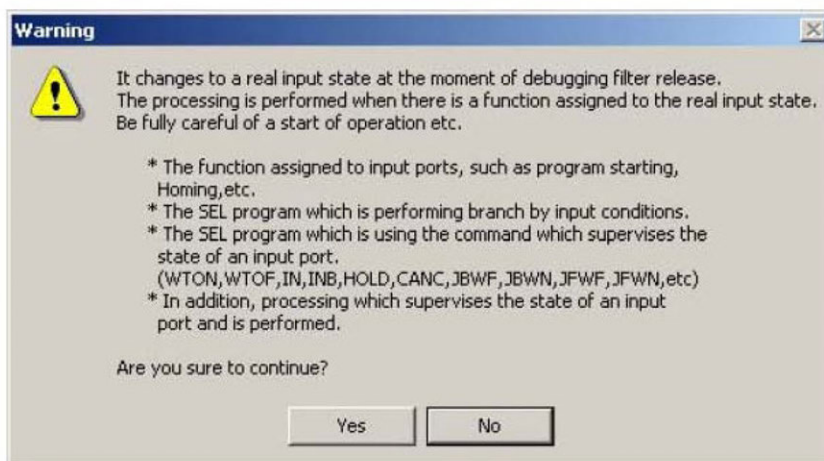 Warning
It changes to a real input state at the moment of debugging filter release.
The processing is performed when there is a function assigned to the real input state.
Be fully careful of a start of operation etc.
* The function assigned to input ports, such as program starting,
Homing,etc.
* The SEL program which is performing branch by input conditions.
* The SEL program which is using the command which supervises the
state of an input port.
(WTON,WTOF,IN,INB,HOLD,CANC,JBWF,JBWN,JFWF,JFWN,etc)
* In addition, processing which supervises the state of an input
port and is performed.
Are you sure to continue?
Yes No